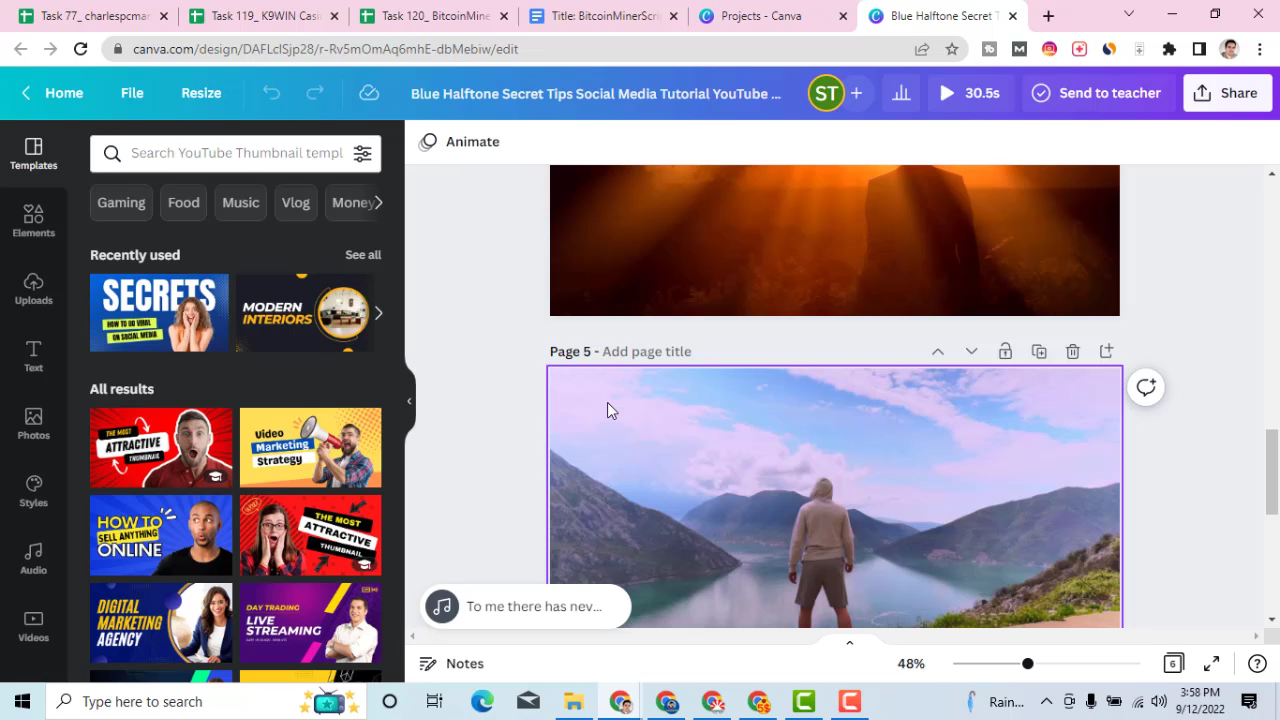 Task 77_ charlespcmar
Task 119_ K9WIN Casi
Task 120_ BitcoinMine
Title: BitcoinMinerScri
Projects - Canva
Blue Halftone Secret T
canva.com/design/DAFLclSjp28/r-Rv5mOmAq6mhE-dbMebiw/edit
Home
File
Resize
Blue Halftone Secret Tips Social Media Tutorial YouTube ...
ST
30.5s
Send to teacher
Share
Templates
Elements
Uploads
Text
Photos
Styles
Audio
Videos
Search YouTube Thumbnail templ
Gaming
Food
Music
Vlog
Money
Recently used
See all
SECRETS
HOW TO GO VIRAL
ON SOCIAL MEDIA
MODERN
INTERIORS
All results
THE MOST
ATTRACTIVE
THUMBNAIL
Video
Marketing
Strategy
HOW TO
SELL ANYTHING
ONLINE
THE MOST
ATTRACTIVE
THUMBNAIL
DIGITAL
MARKETING
AGENCY
DAY TRADING
LIVE
STREAMING
Animate
Page 5 - Add page title
To me there has nev...
Notes
48%
6
Type here to search
Rain...
3:58 PM
9/12/2022